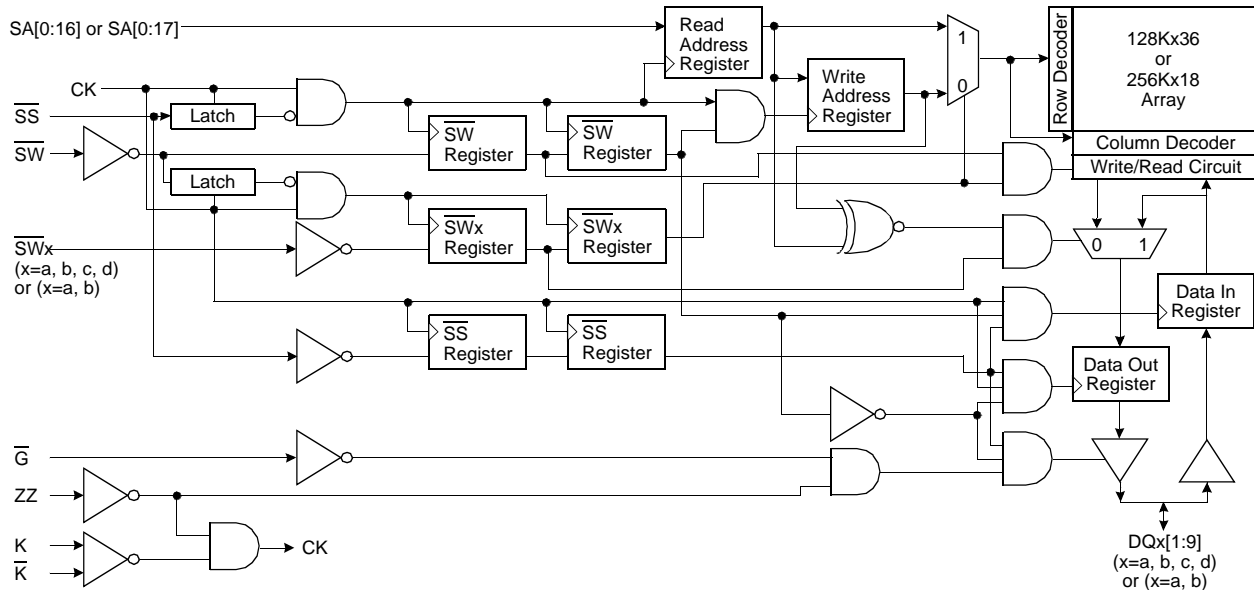 SA[0:16] or SA[0:17]
CK
SS
SW
SWx
(x=a, b, c, d)
or (x=a, b)
G
ZZ
K
K
Latch
Latch
CK
SW
Register
SW
Register
SWx
Register
SWx
Register
SS
Register
SS
Register
Read
Address
Register
Write
Address
Register
1
0
Row Decoder
128Kx36
or
256Kx18
Array
Column Decoder
Write/Read Circuit
0 1
Data In
Register
Data Out
Register
DQx[1:9]
(x=a, b, c, d)
or (x=a, b)